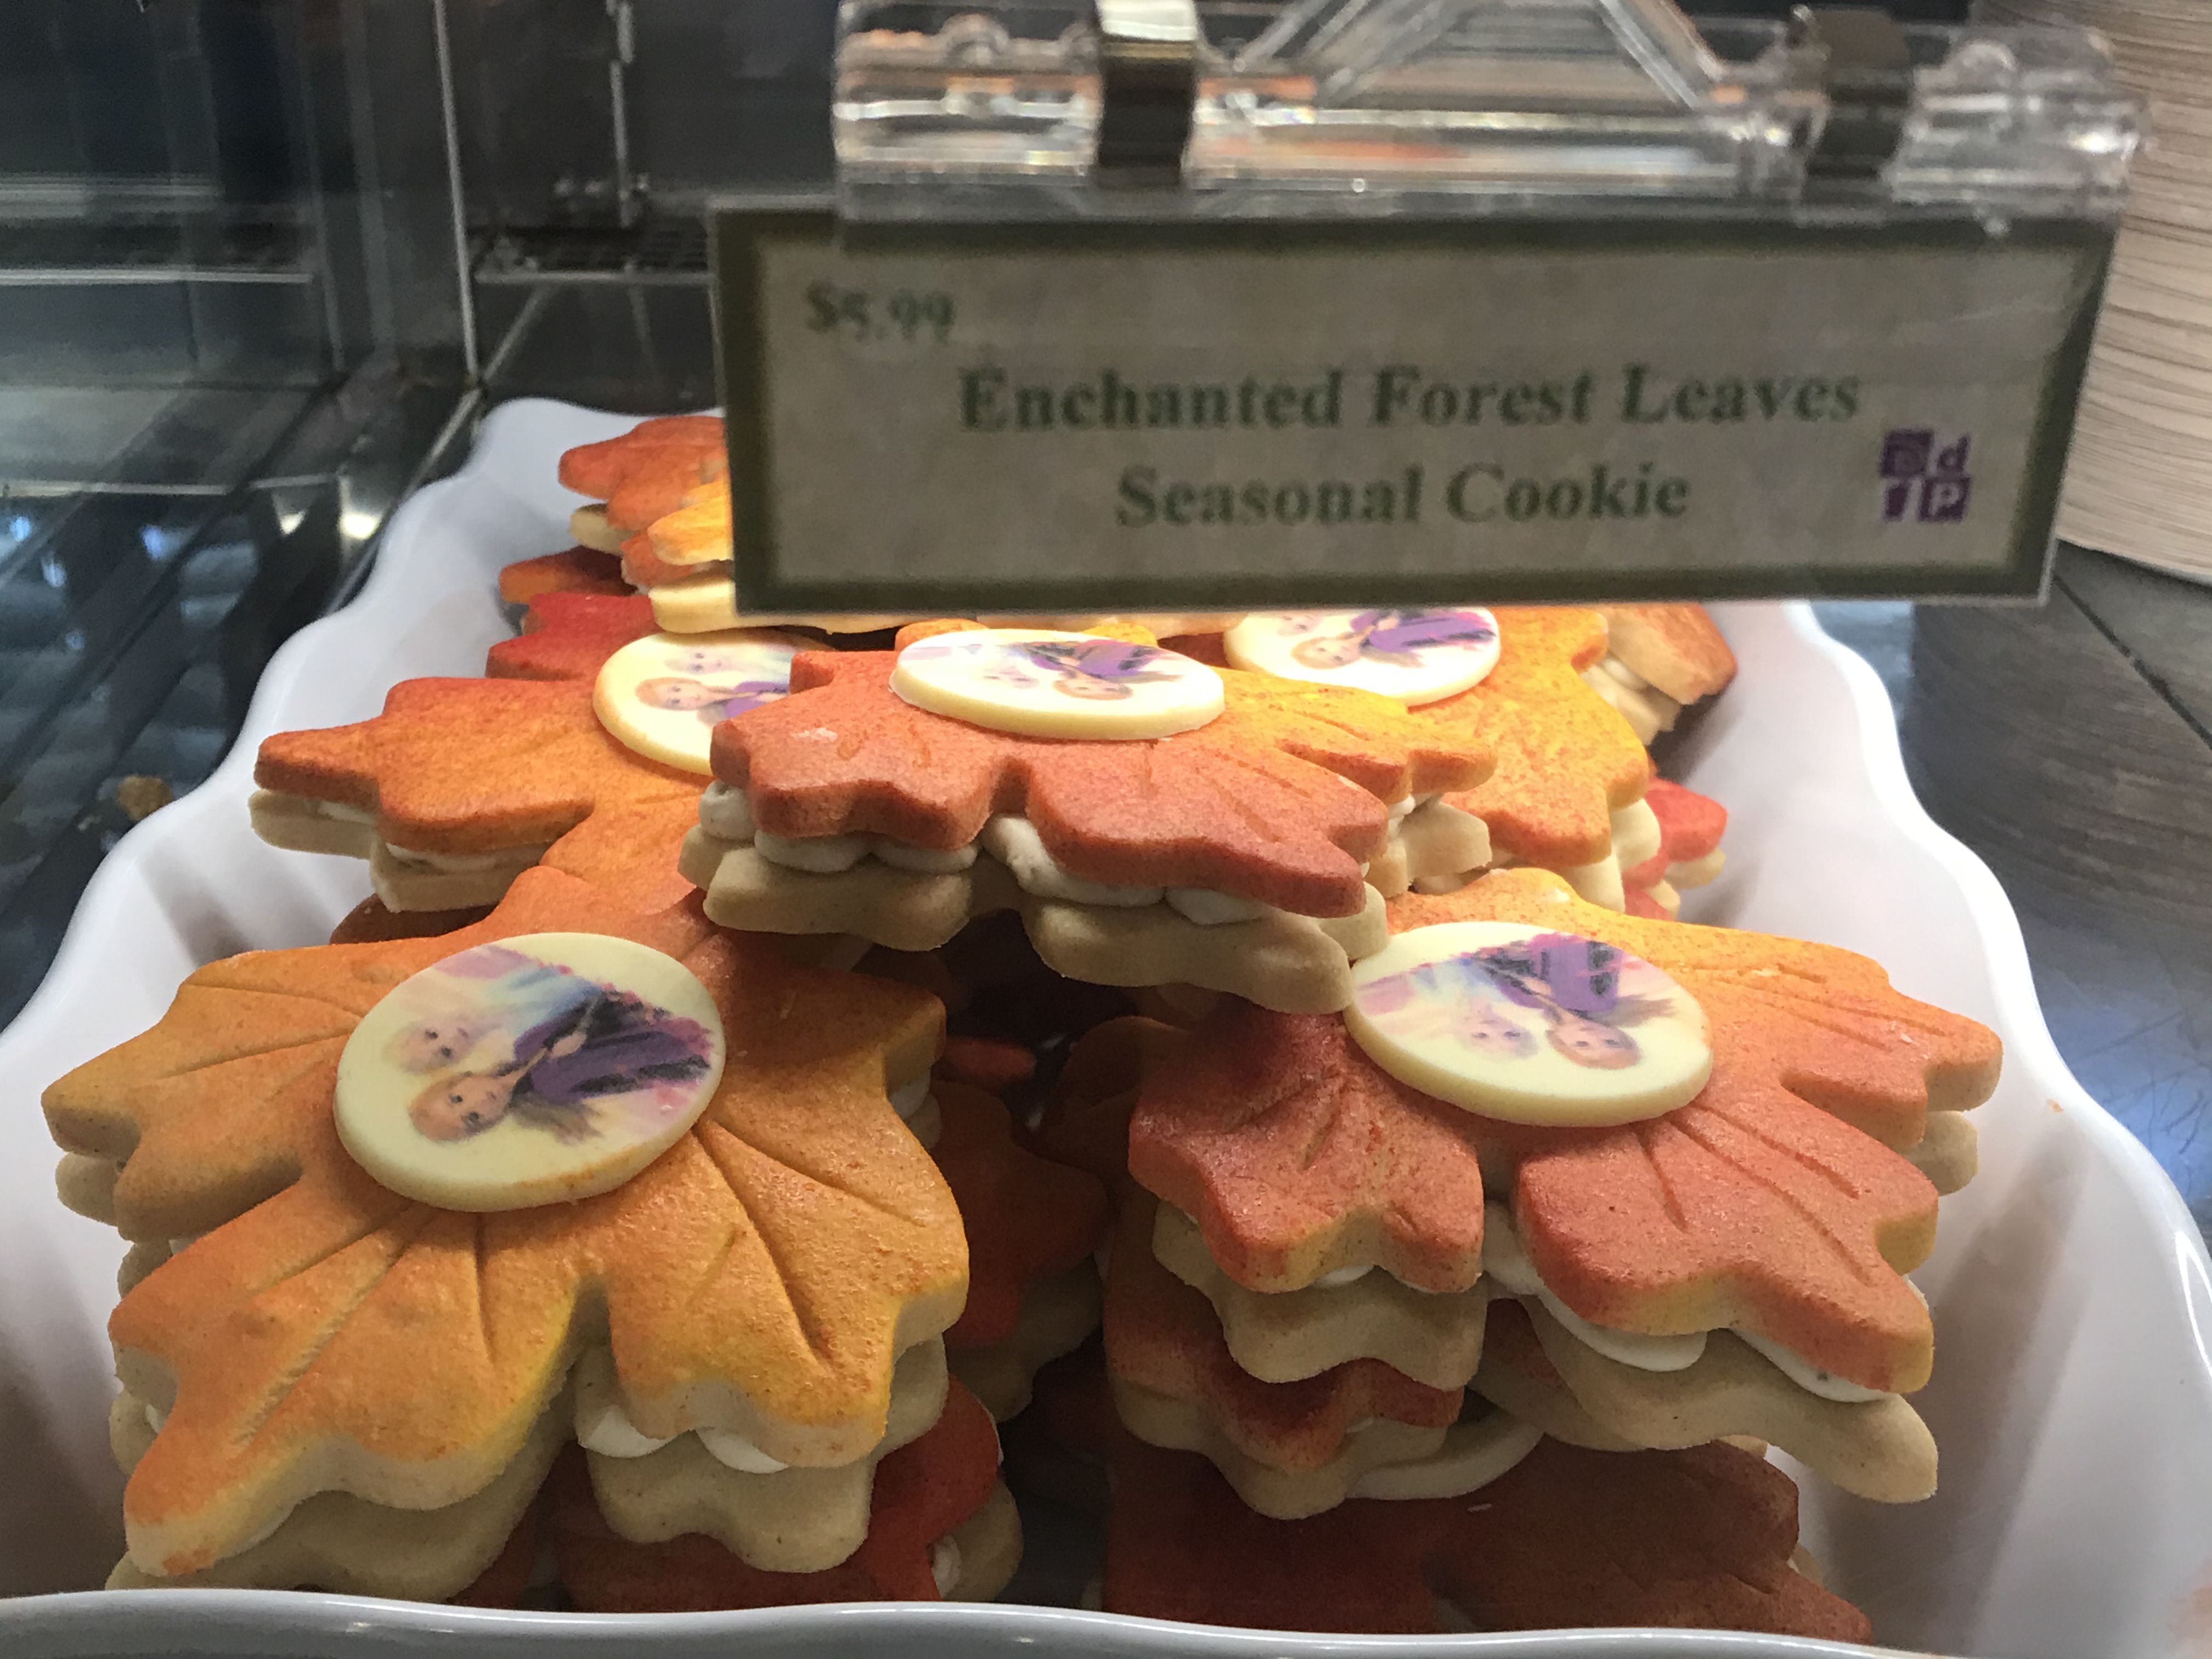 $5.99
Enchanted Forest Leaves
Seasonal Cookie
D d
P